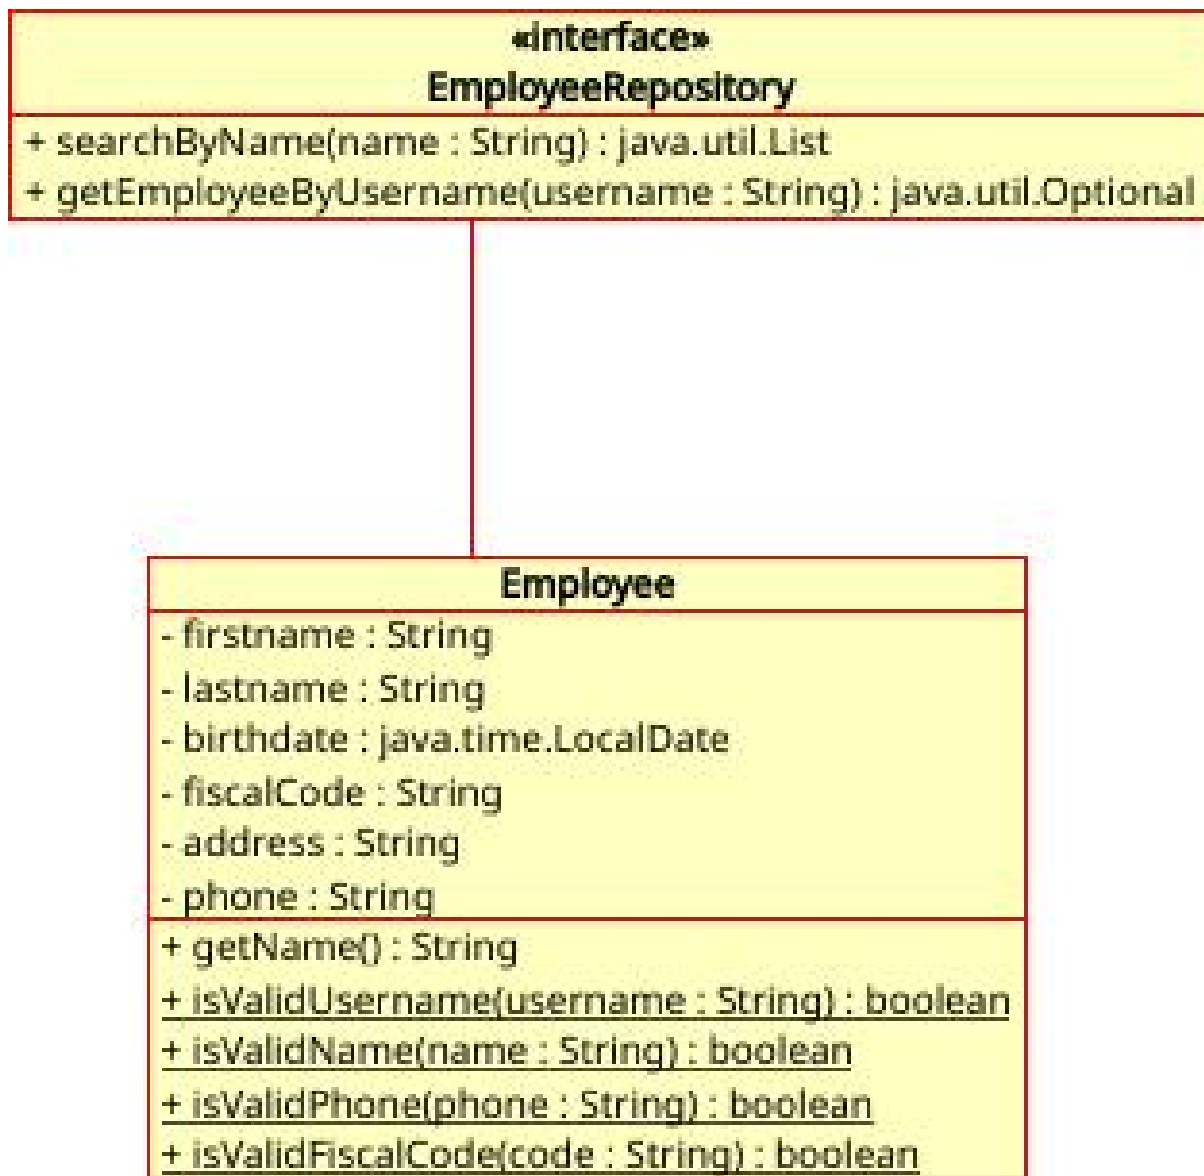 «interface»
EmployeeRepository
+ searchByName(name : String) : java.util.List
+ getEmployeeByUsername(username : String) : java.util.Optional
Employee
- firstname : String
- lastname : String
- birthdate : java.time.LocalDate
- fiscalCode : String
- address : String
- phone : String
+ getName() : String
+ isValidUsername(username : String) : boolean
+ isValidName(name : String) : boolean
+ isValidPhone(phone : String) : boolean
+ isValidFiscalCode(code : String) : boolean